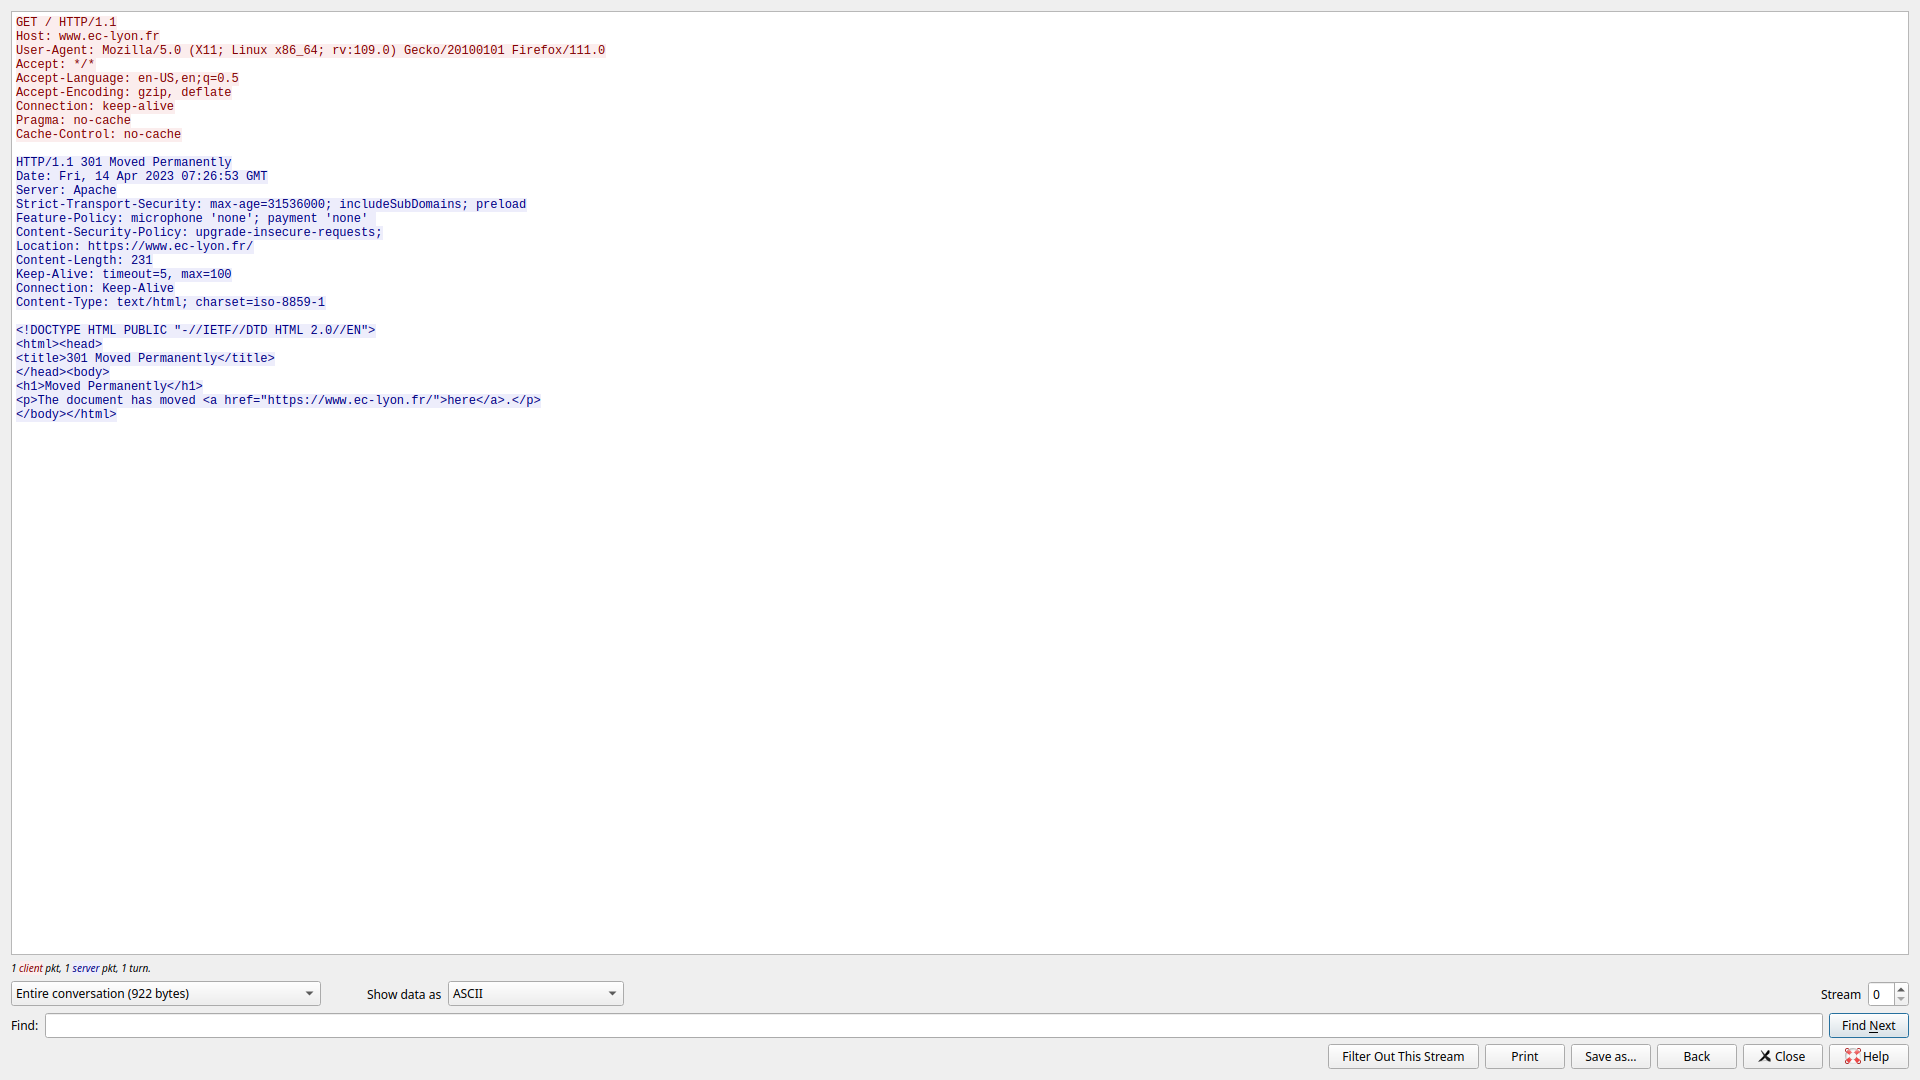 GET / HTTP/1.1
Host: www.ec-lyon.fr
User-Agent: Mozilla/5.0 (X11; Linux x86_64; rv:109.0) Gecko/20100101 Firefox/111.0
Accept: */*
Accept-Language: en-US,en;q=0.5
Accept-Encoding: gzip, deflate
Connection: keep-alive
Pragma: no-cache
Cache-Control: no-cache

HTTP/1.1 301 Moved Permanently
Date: Fri, 14 Apr 2023 07:26:53 GMT
Server: Apache
Strict-Transport-Security: max-age=31536000; includeSubDomains; preload
Feature-Policy: microphone 'none'; payment 'none'
Content-Security-Policy: upgrade-insecure-requests;
Location: https://www.ec-lyon.fr/
Content-Length: 231
Keep-Alive: timeout=5, max=100
Connection: Keep-Alive
Content-Type: text/html; charset=iso-8859-1

<!DOCTYPE HTML PUBLIC "-//IETF//DTD HTML 2.0//EN">
<html><head>
<title>301 Moved Permanently</title>
</head><body>
<h1>Moved Permanently</h1>
<p>The document has moved <a href="https://www.ec-lyon.fr/">here</a>.</p>
</body></html>
1 client pkt, 1 server pkt, 1 turn.
Entire conversation (922 bytes) Show data as ASCII Stream 0
Find: Find Next
Filter Out This Stream Print Save as... Back Close Help